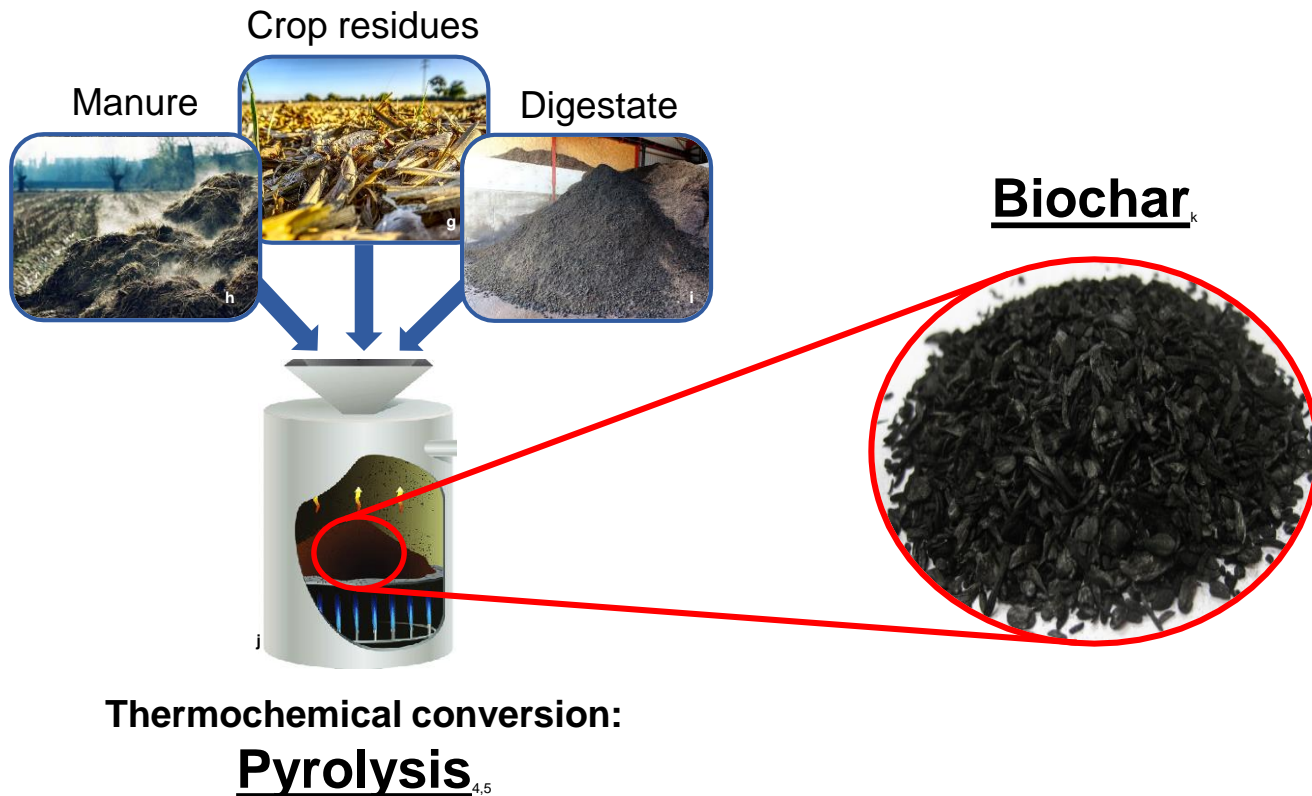 Crop residues
Manure
Digestate
g
h
i
Biochar k
j
Thermochemical conversion:
Pyrolysis 4,5